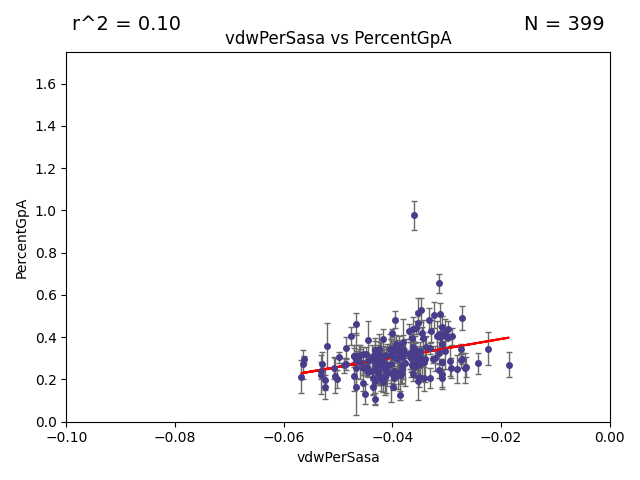 r^2 = 0.10
N = 399
vdwPerSasa vs PercentGpA
PercentGpA
1.6
1.4
1.2
1.0
0.8
0.6
0.4
0.2
0.0
−0.10 −0.08 −0.06 −0.04 −0.02 0.00
vdwPerSasa